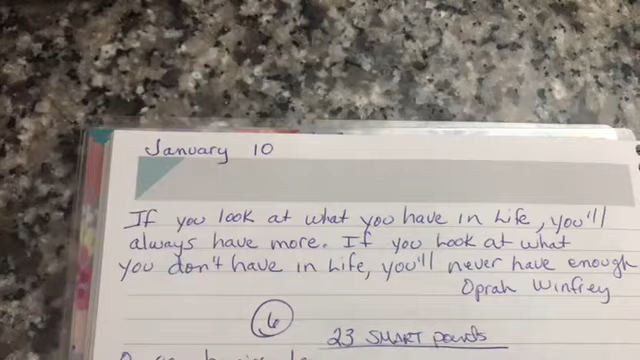 January 10
If you look at what you have in Life, you'll
always have more. If you Look at what
you don't have in Life, you'll never have enough
Oprah Winfrey
6
23 SMART points